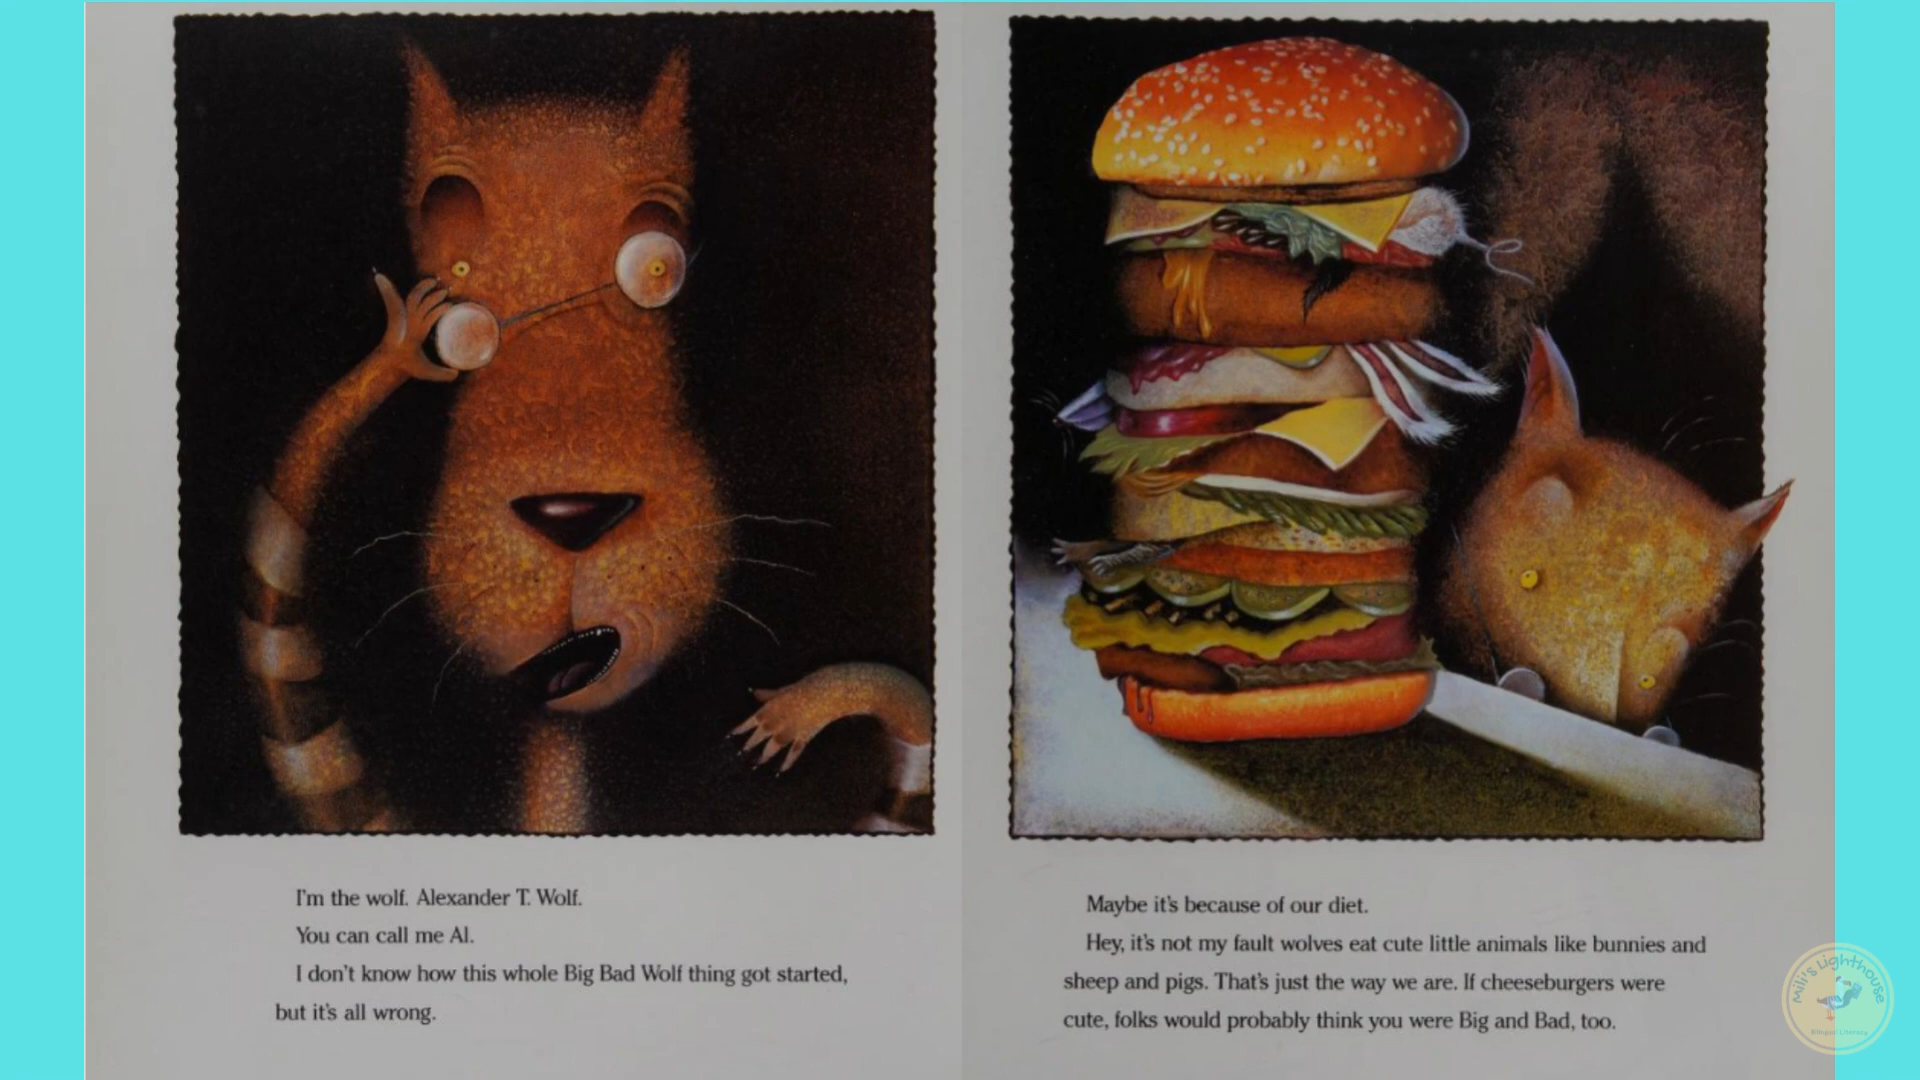 I'm the wolf. Alexander T. Wolf.
You can call me Al.
I don't know how this whole Big Bad Wolf thing got started,
but it's all wrong.
Maybe it's because of our diet.
Hey, it's not my fault wolves eat cute little animals like bunnies and
sheep and pigs. That's just the way we are. If cheeseburgers were
cute, folks would probably think you were Big and Bad, too.
Mili's Lighthouse
Bilingual Literacy